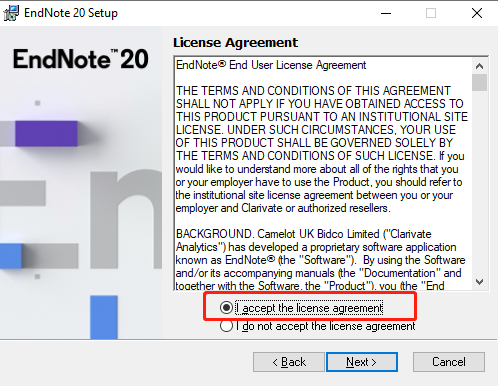 EndNote 20 Setup
EndNote™20
License Agreement
EndNote® End User License Agreement
THE TERMS AND CONDITIONS OF THIS AGREEMENT
SHALL NOT APPLY IF YOU HAVE OBTAINED ACCESS TO
THIS PRODUCT PURSUANT TO AN INSTITUTIONAL SITE
LICENSE. UNDER SUCH CIRCUMSTANCES, YOUR USE
OF THIS PRODUCT SHALL BE GOVERNED SOLELY BY
THE TERMS AND CONDITIONS OF SUCH LICENSE. If you
would like to understand more about all of the rights that you
or your employer have to use the Product, you should refer to
the institutional site license agreement between you or your
employer and Clarivate or authorized resellers.
BACKGROUND. Camelot UK Bidco Limited ("Clarivate
Analytics") has developed a proprietary software application
known as EndNote® (the "Software"). By using the Software
and/or its accompanying manuals (the "Documentation" and
together with the Software, the "Product"), you (the "End
I accept the license agreement
I do not accept the license agreement
< Back
Next >
Cancel